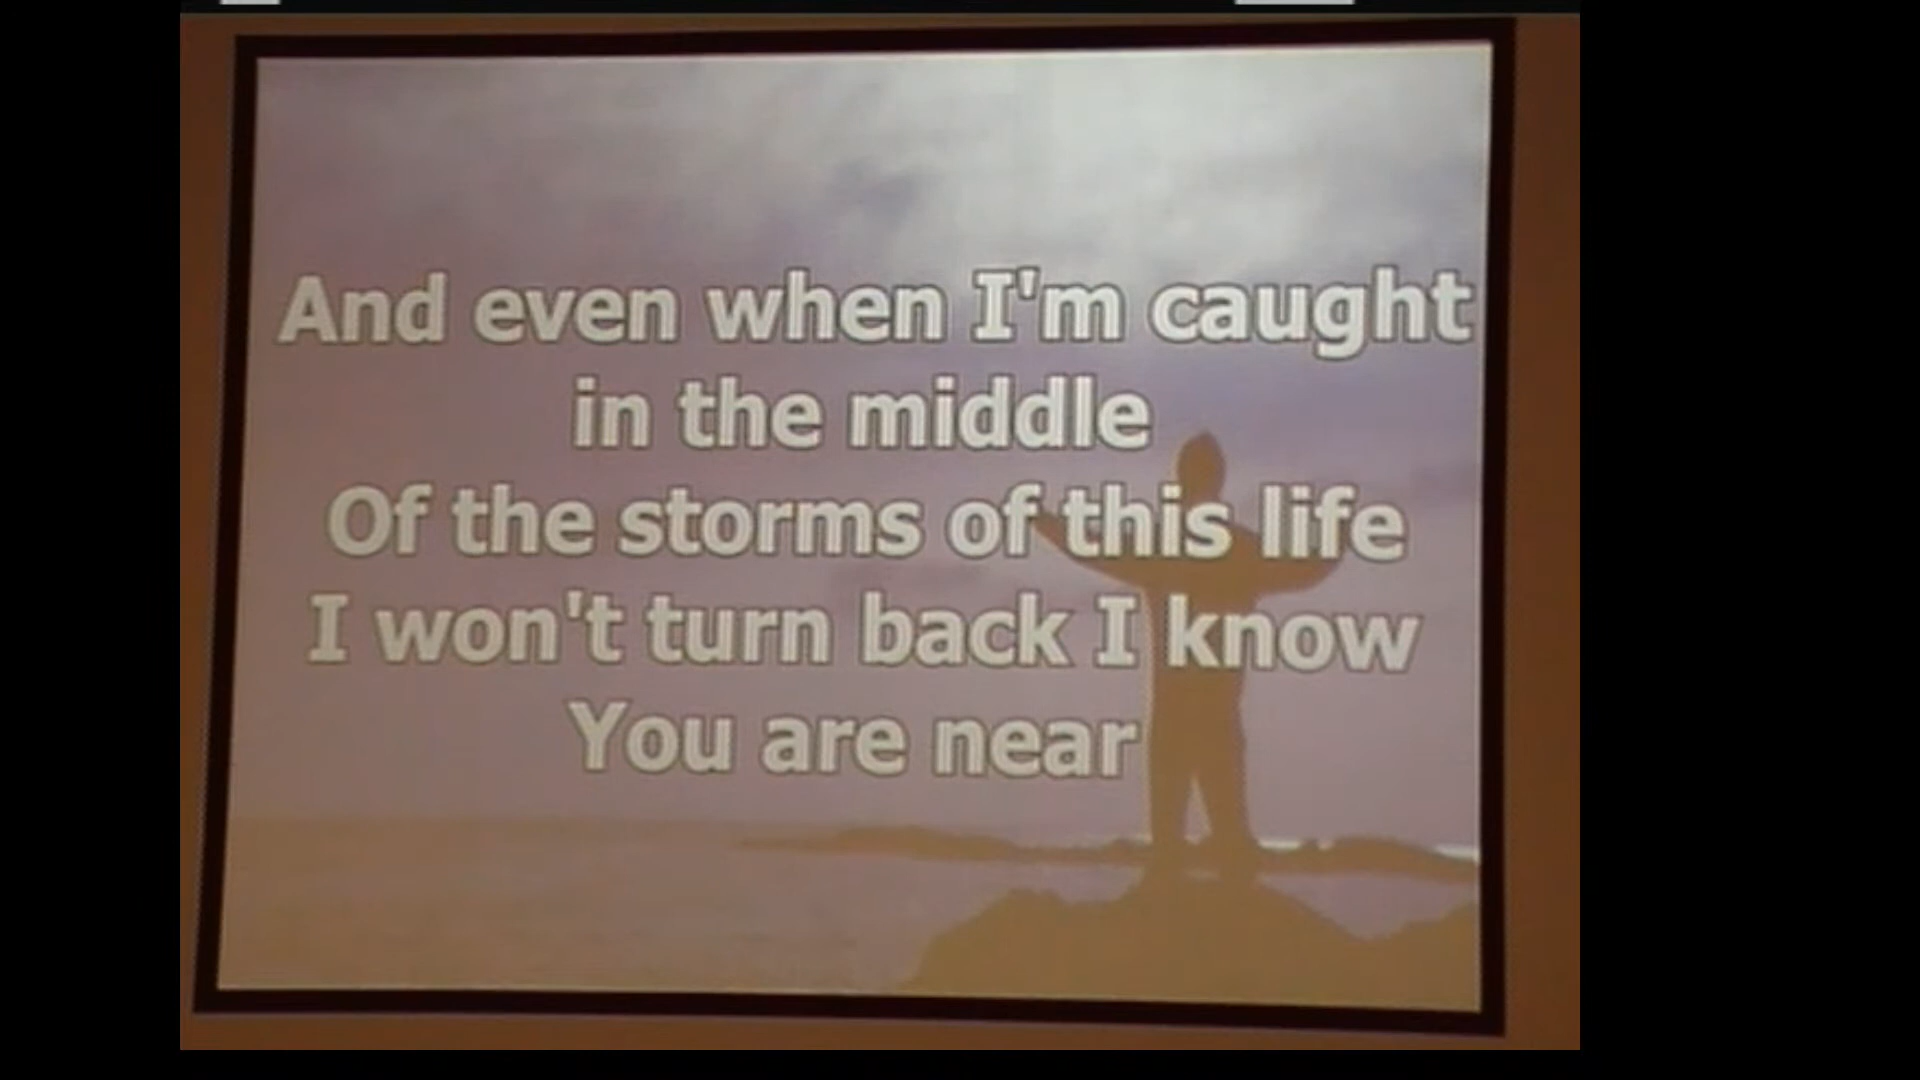 And even when I'm caught
in the middle
Of the storms of this life
I won't turn back I know
You are near